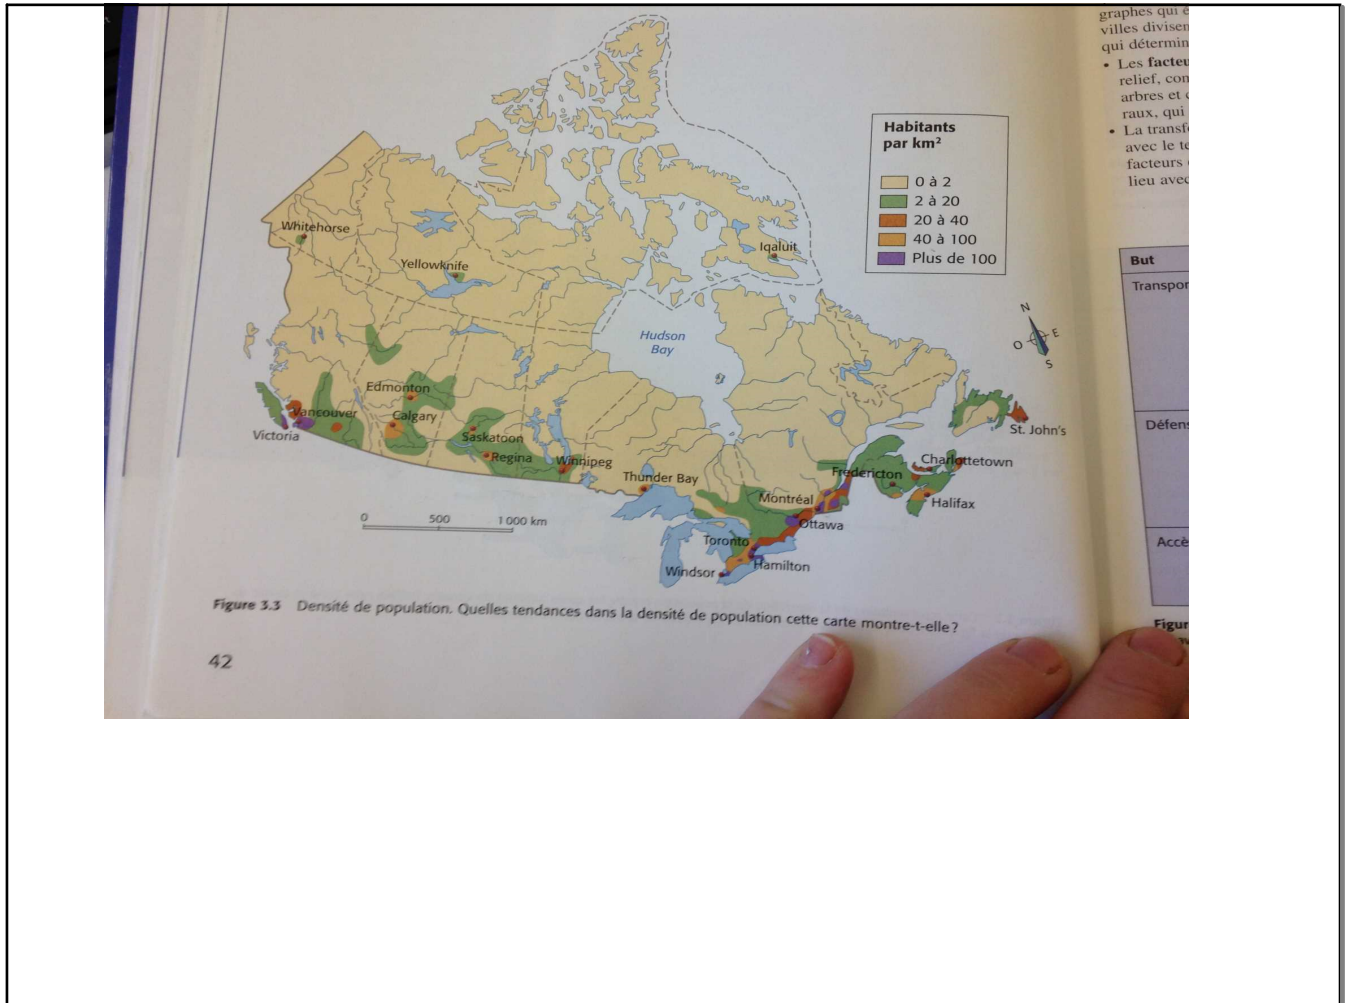 graphes qui
villes divisen
qui détermin
• Les facteu
relief, con
arbres et
raux, qui
• La transf
avec le te
facteurs
lieu avec
Habitants
par km²
0 à 2
2 à 20
20 à 40
40 à 100
Plus de 100
Whitehorse
Yellowknife
Iqaluit
Hudson
Bay
N
E
O
S
Edmonton
Vancouver
Calgary
Victoria
Saskatoon
Regina
Winnipeg
Thunder Bay
Montréal
Ottawa
Toronto
Hamilton
Windsor
Fredericton
Charlottetown
Halifax
St. John's
0 500 1 000 km
But
Transpor
Défens
Accè
Figur
Figure 3.3 Densité de population. Quelles tendances dans la densité de population cette carte montre-t-elle?
42